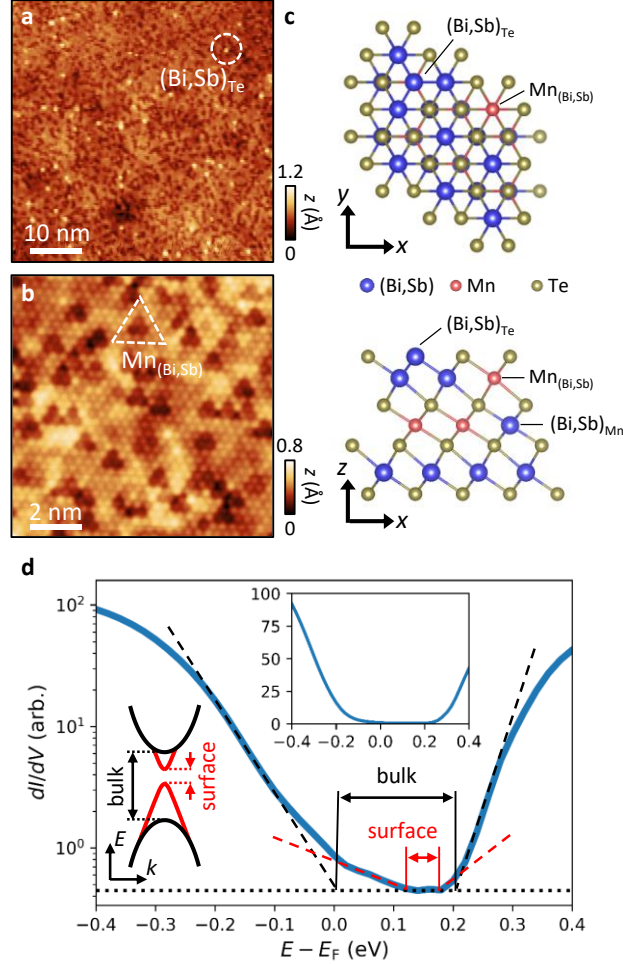 a
(Bi,Sb)Te
10 nm
1.2
z (Å)
0
b
Mn(Bi,Sb)
2 nm
0.8
z (Å)
0
c
(Bi,Sb)Te
Mn(Bi,Sb)
y
x
(Bi,Sb) Mn Te
(Bi,Sb)Te
Mn(Bi,Sb)
(Bi,Sb)Mn
z
x
d
dI/dV (arb.)
10²
10¹
10⁰
100
75
50
25
0
−0.4 −0.2 0.0 0.2 0.4
bulk
surface
bulk
surface
E
k
−0.4 −0.3 −0.2 −0.1 0.0 0.1 0.2 0.3 0.4
E − EF (eV)